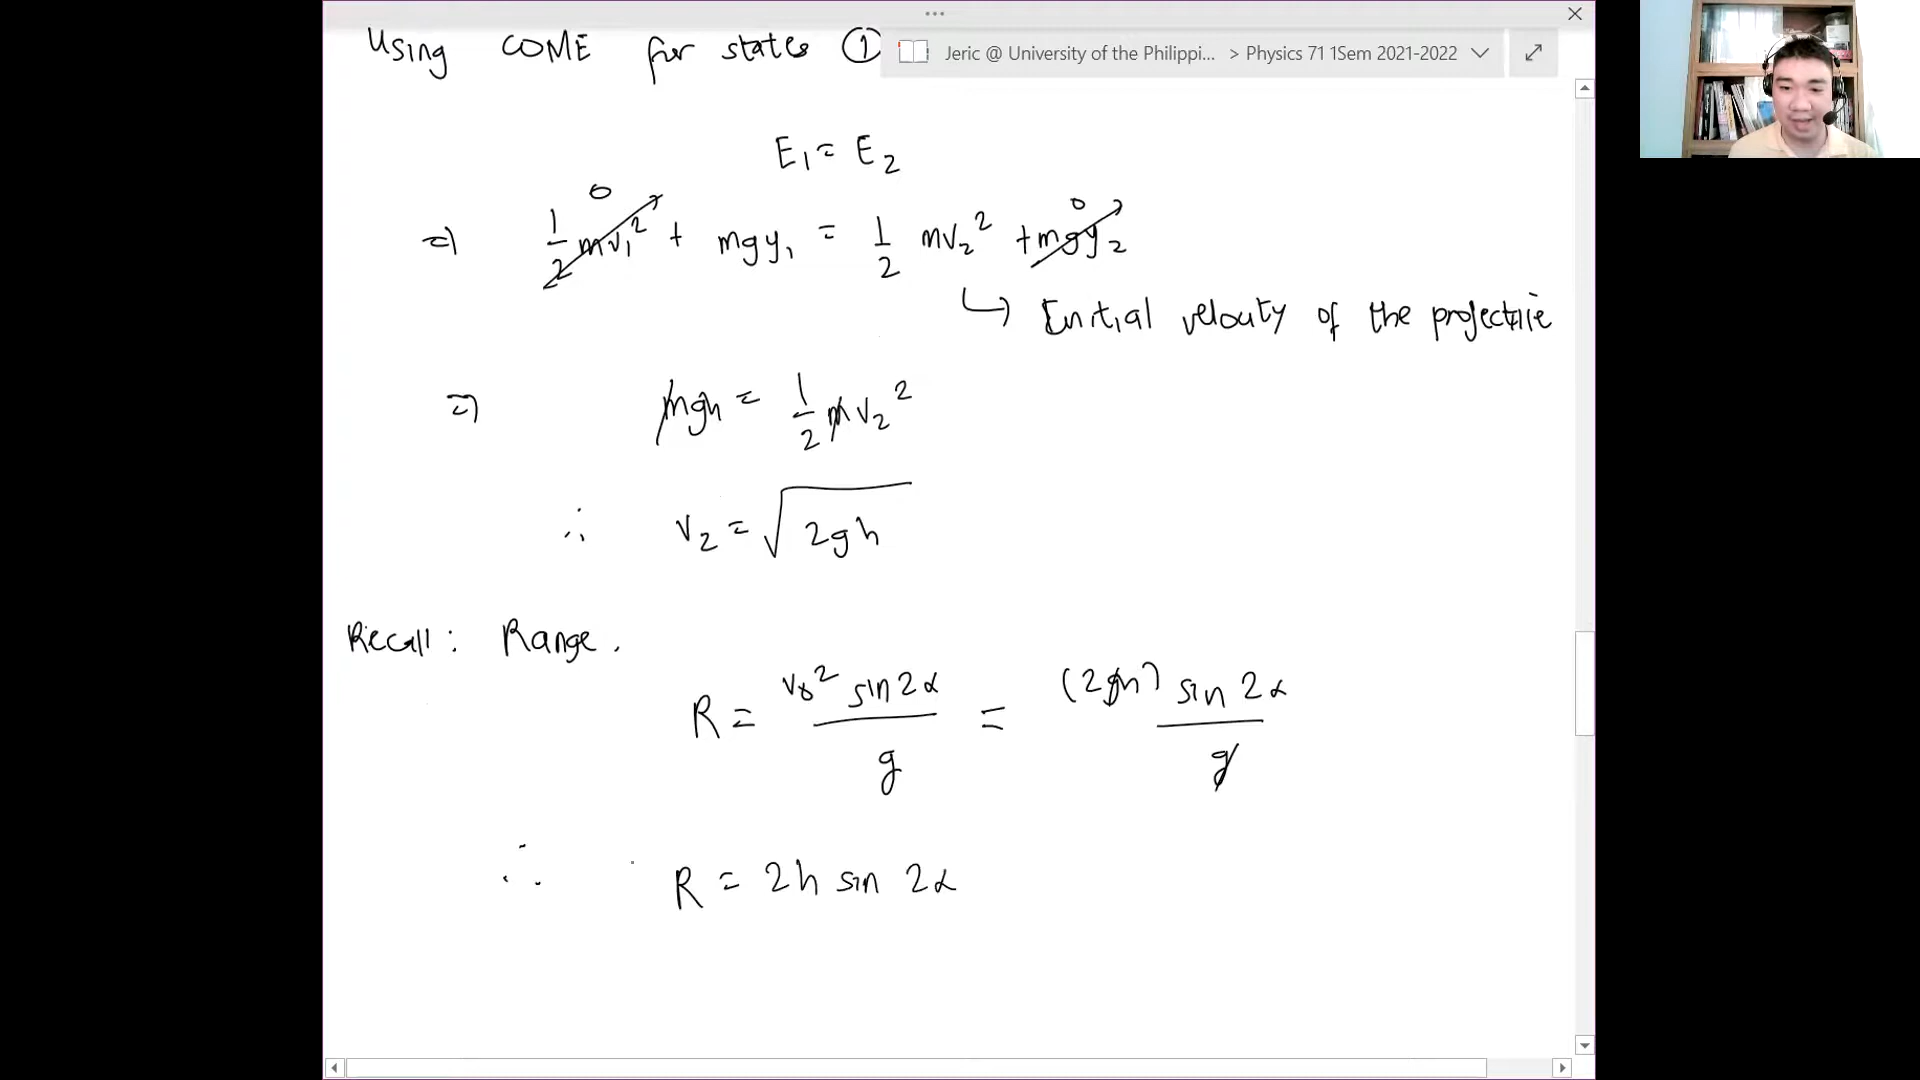 Using COME for states ①
Jeric @ University of the Philippi... > Physics 71 1Sem 2021-2022
E₁ = E₂
0 0
=) 1/2 mv₁² + mgy₁ = 1/2 mv₂² + mgy₂
↳ Initial velocity of the projectile
=) mgh = 1/2 mv₂²
∴ v₂ = √2gh
Recall: Range.
R = v₀² sin 2α / g = (2gh) sin 2α / g
∴ R = 2h sin 2α